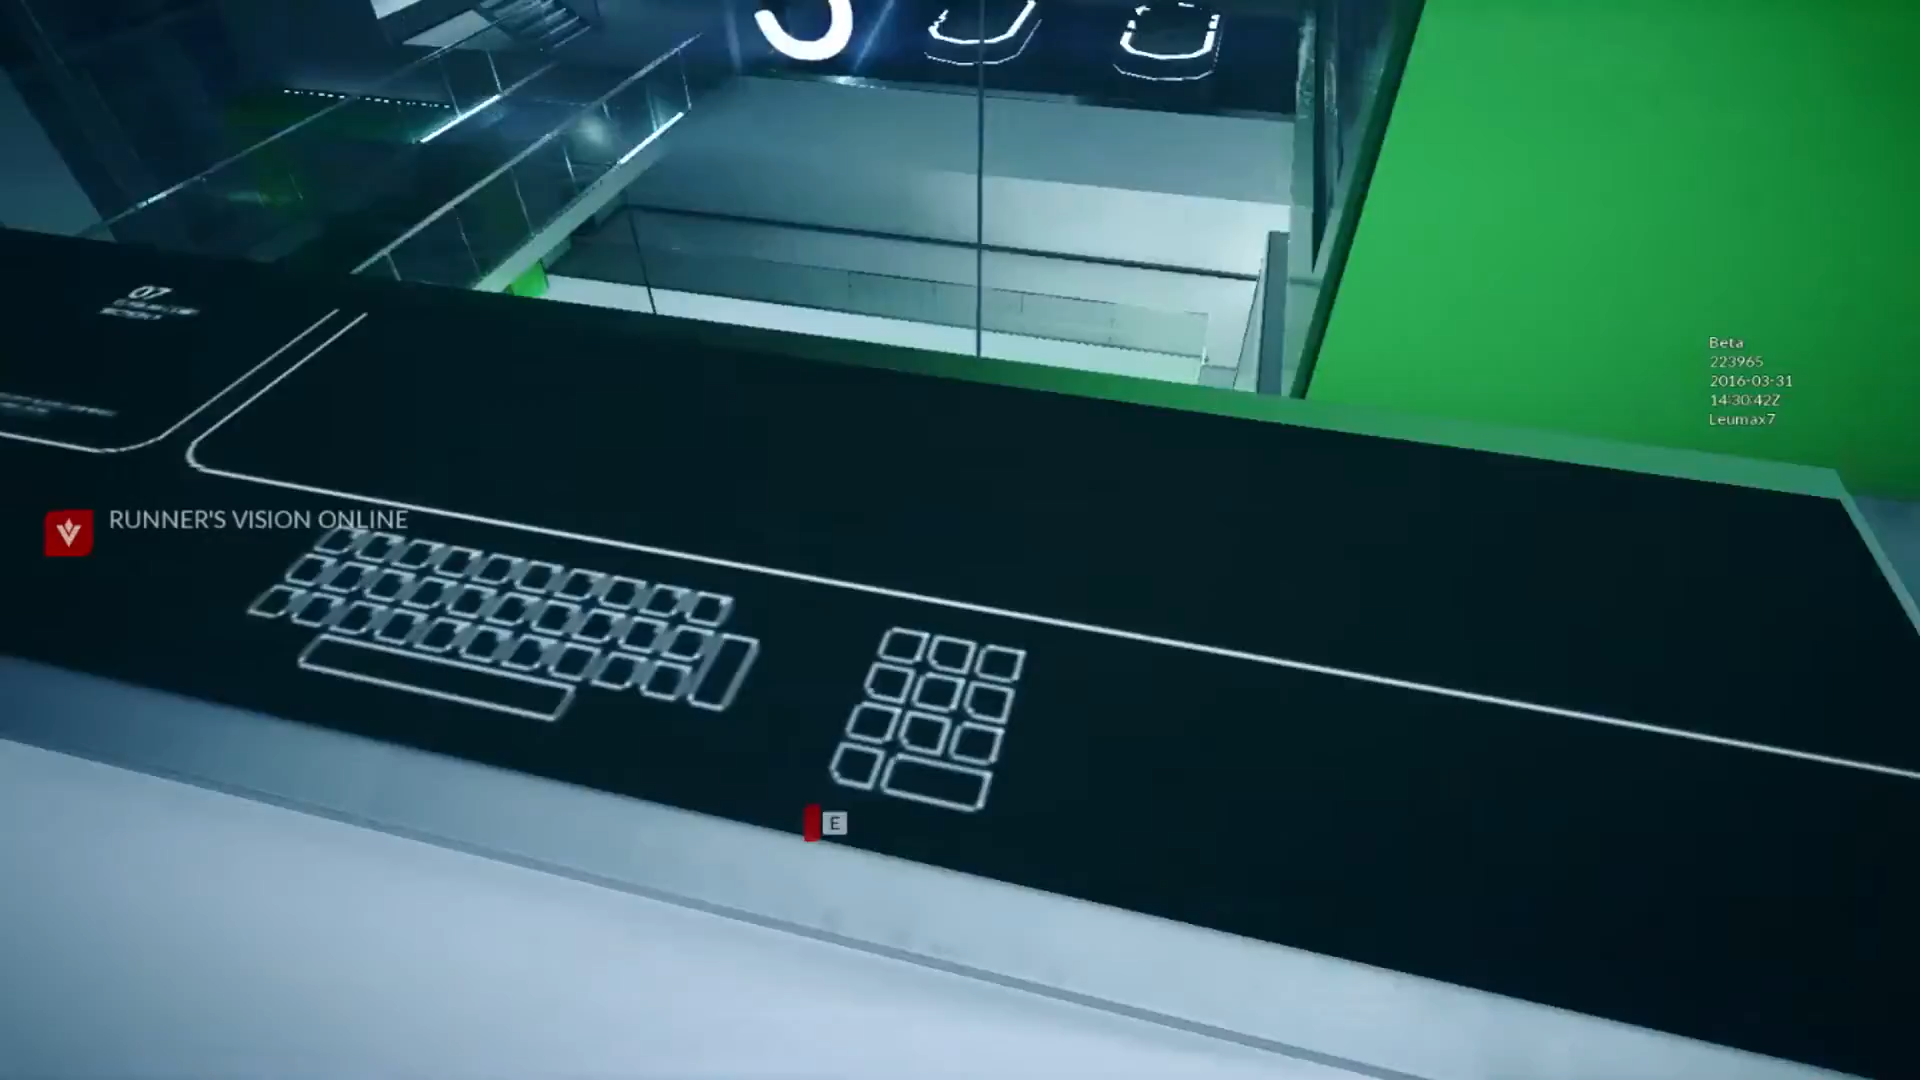 07
RUNNER'S VISION ONLINE
Beta
223965
2016-03-31
14:30:42Z
Leumax7
E